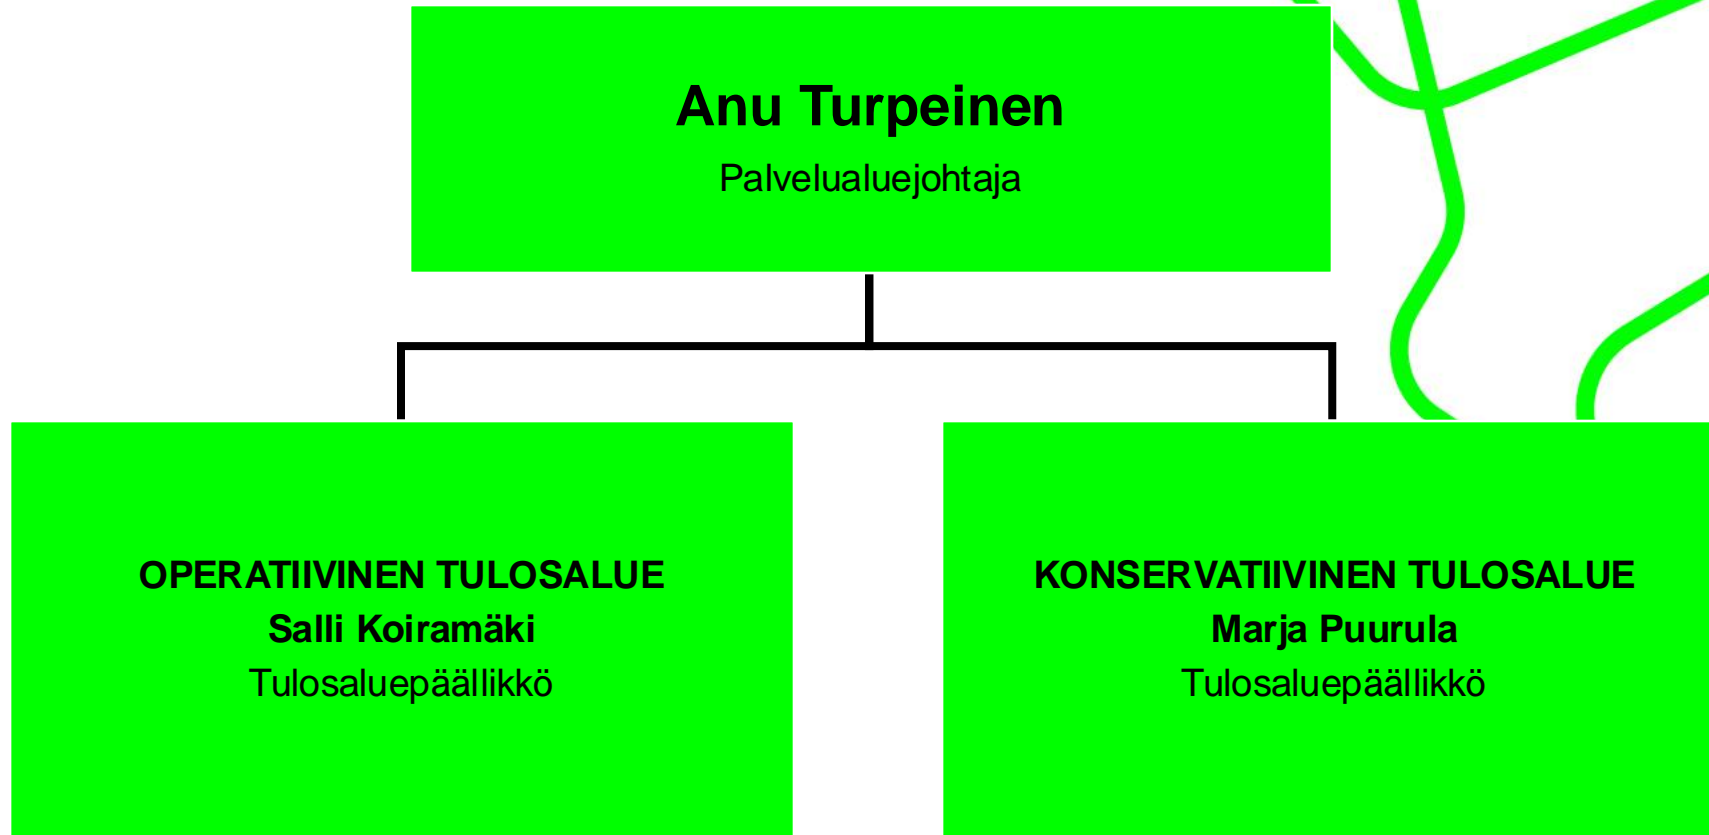 Anu Turpeinen
Palvelualuejohtaja
OPERATIIVINEN TULOSALUE
Salli Koiramäki
Tulosaluepäällikkö
KONSERVATIIVINEN TULOSALUE
Marja Puurula
Tulosaluepäällikkö